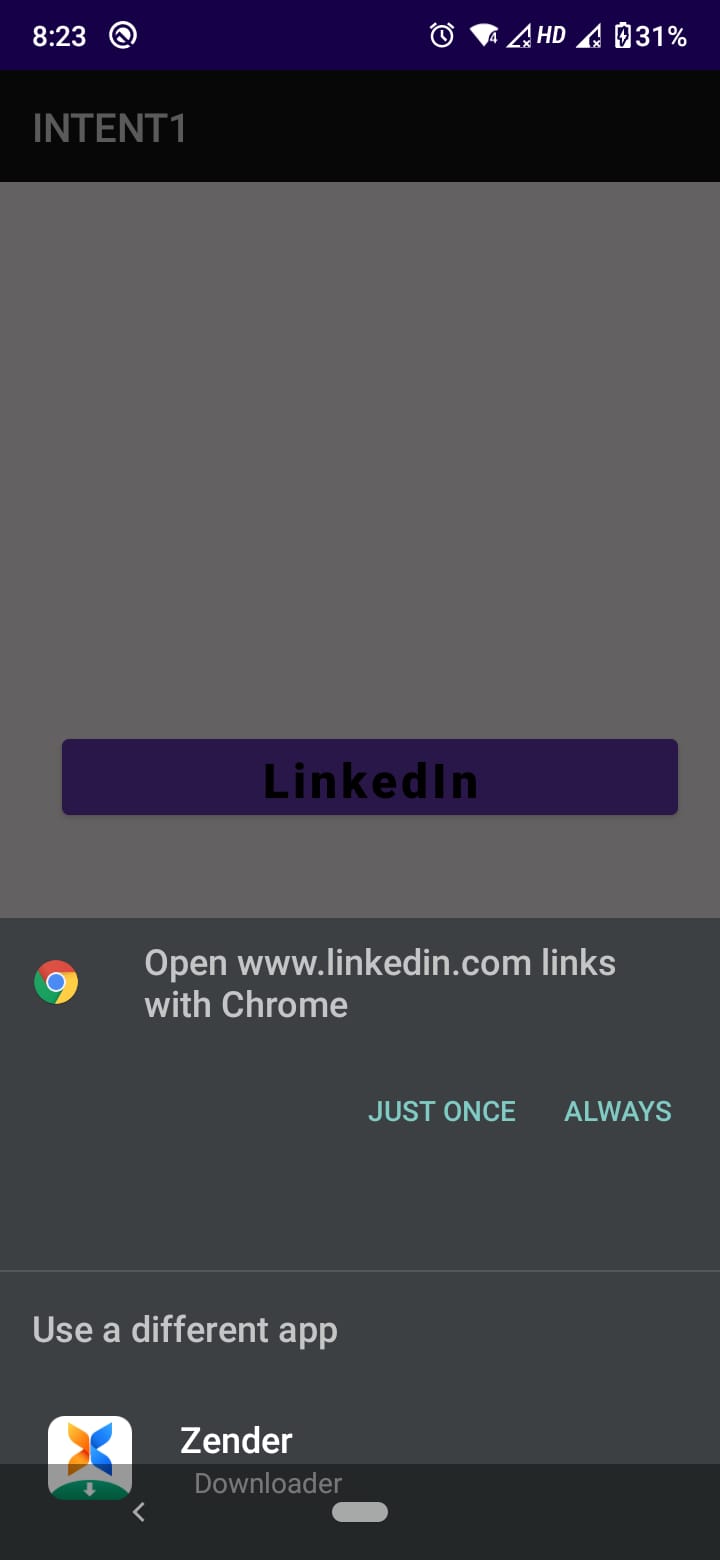 8:23 4 HD 31%
INTENT1
LinkedIn
Open www.linkedin.com links
with Chrome
JUST ONCE ALWAYS
Use a different app
Zender
Downloader